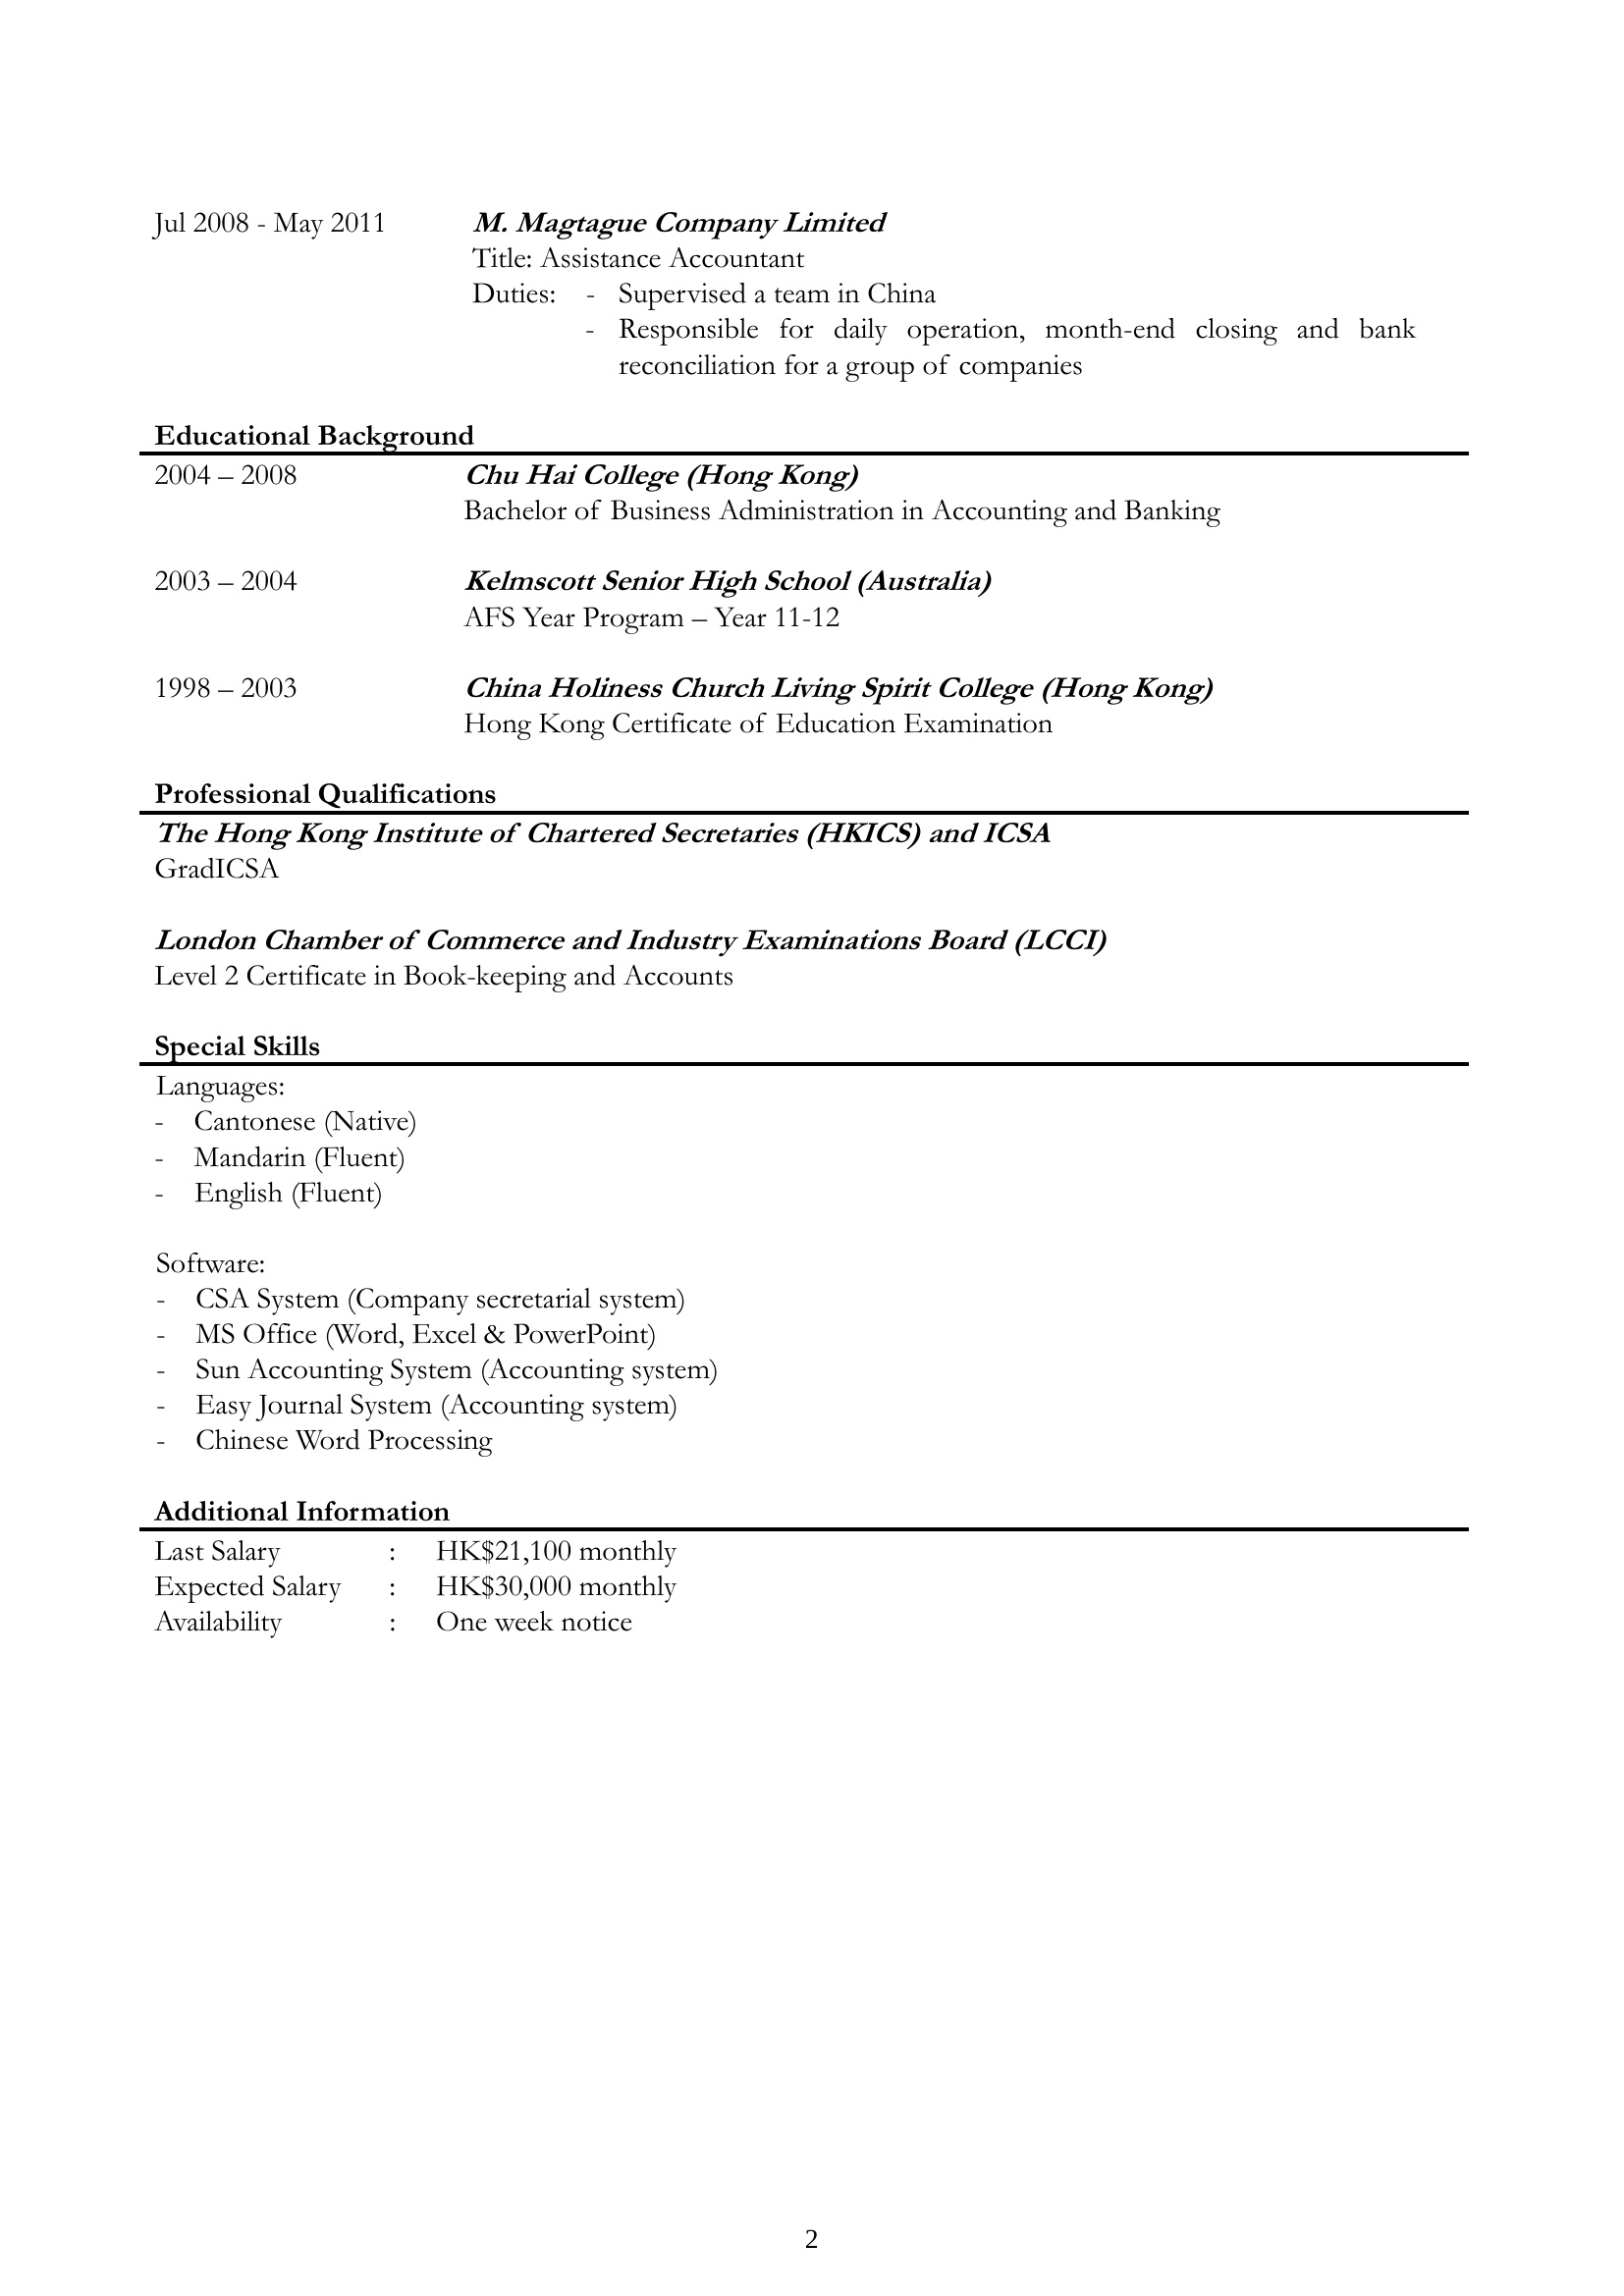 Jul 2008 - May 2011 M. Magtague Company Limited
Title: Assistance Accountant
Duties: - Supervised a team in China
- Responsible for daily operation, month-end closing and bank
reconciliation for a group of companies
Educational Background
2004 – 2008 Chu Hai College (Hong Kong)
Bachelor of Business Administration in Accounting and Banking
2003 – 2004 Kelmscott Senior High School (Australia)
AFS Year Program – Year 11-12
1998 – 2003 China Holiness Church Living Spirit College (Hong Kong)
Hong Kong Certificate of Education Examination
Professional Qualifications
The Hong Kong Institute of Chartered Secretaries (HKICS) and ICSA
GradICSA
London Chamber of Commerce and Industry Examinations Board (LCCI)
Level 2 Certificate in Book-keeping and Accounts
Special Skills
Languages:
- Cantonese (Native)
- Mandarin (Fluent)
- English (Fluent)
Software:
- CSA System (Company secretarial system)
- MS Office (Word, Excel & PowerPoint)
- Sun Accounting System (Accounting system)
- Easy Journal System (Accounting system)
- Chinese Word Processing
Additional Information
Last Salary : HK$21,100 monthly
Expected Salary : HK$30,000 monthly
Availability : One week notice
2